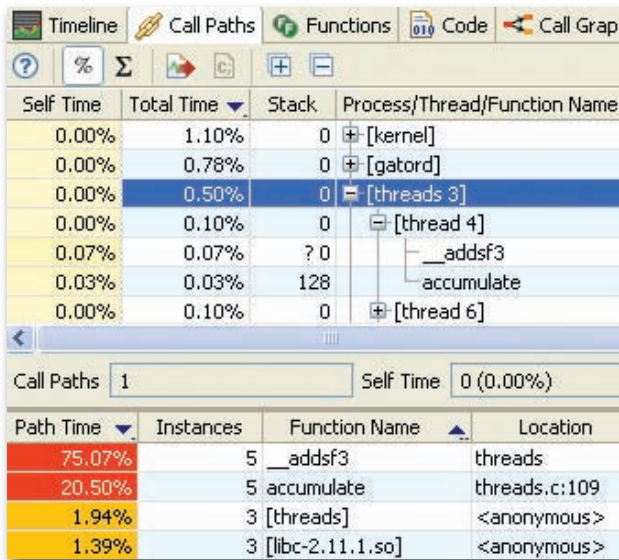 Timeline Call Paths Functions Code Call Grap
? % Σ c;
Self Time Total Time Stack Process/Thread/Function Name
0.00% 1.10% 0 [kernel]
0.00% 0.78% 0 [gatord]
0.00% 0.50% 0 [threads 3]
0.00% 0.10% 0 [thread 4]
0.07% 0.07% ? 0 __addsf3
0.03% 0.03% 128 accumulate
0.00% 0.10% 0 [thread 6]
Call Paths 1 Self Time 0 (0.00%)
Path Time Instances Function Name Location
75.07% 5 __addsf3 threads
20.50% 5 accumulate threads.c:109
1.94% 3 [threads] <anonymous>
1.39% 3 [libc-2.11.1.so] <anonymous>